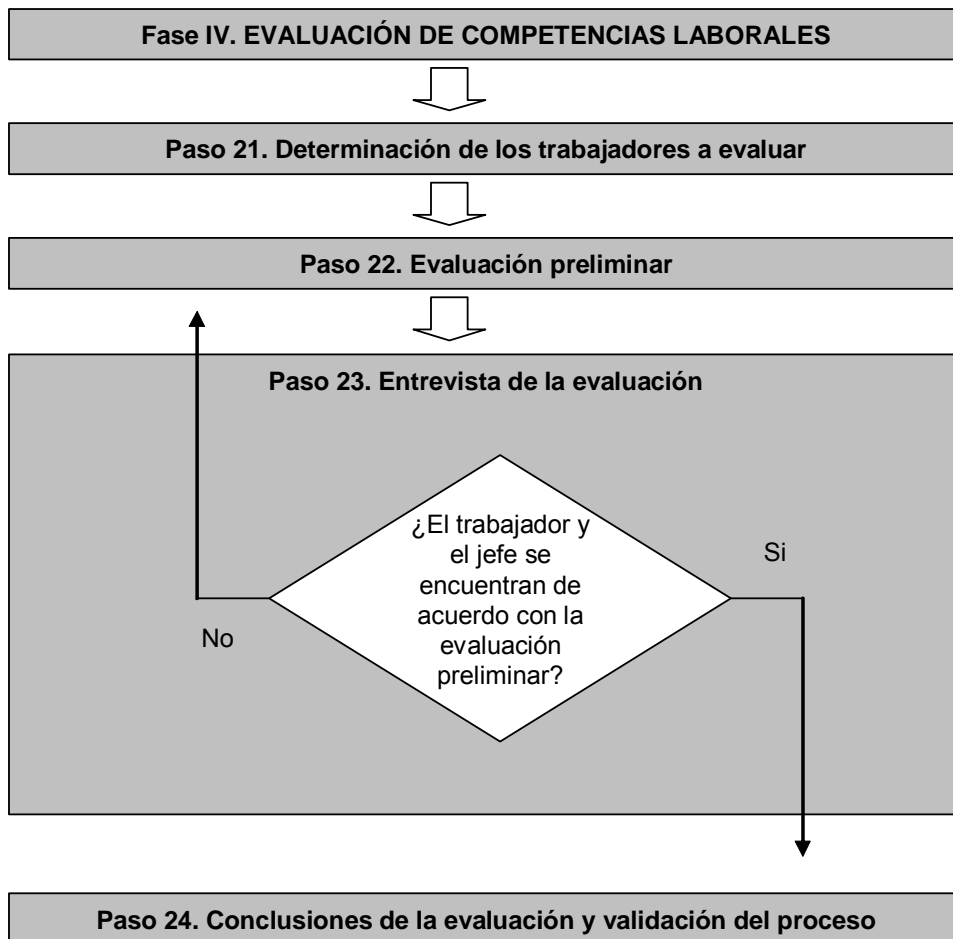 Fase IV. EVALUACIÓN DE COMPETENCIAS LABORALES
Paso 21. Determinación de los trabajadores a evaluar
Paso 22. Evaluación preliminar
Paso 23. Entrevista de la evaluación
¿El trabajador y
el jefe se
encuentran de
acuerdo con la
evaluación
preliminar?
Si
No
Paso 24. Conclusiones de la evaluación y validación del proceso